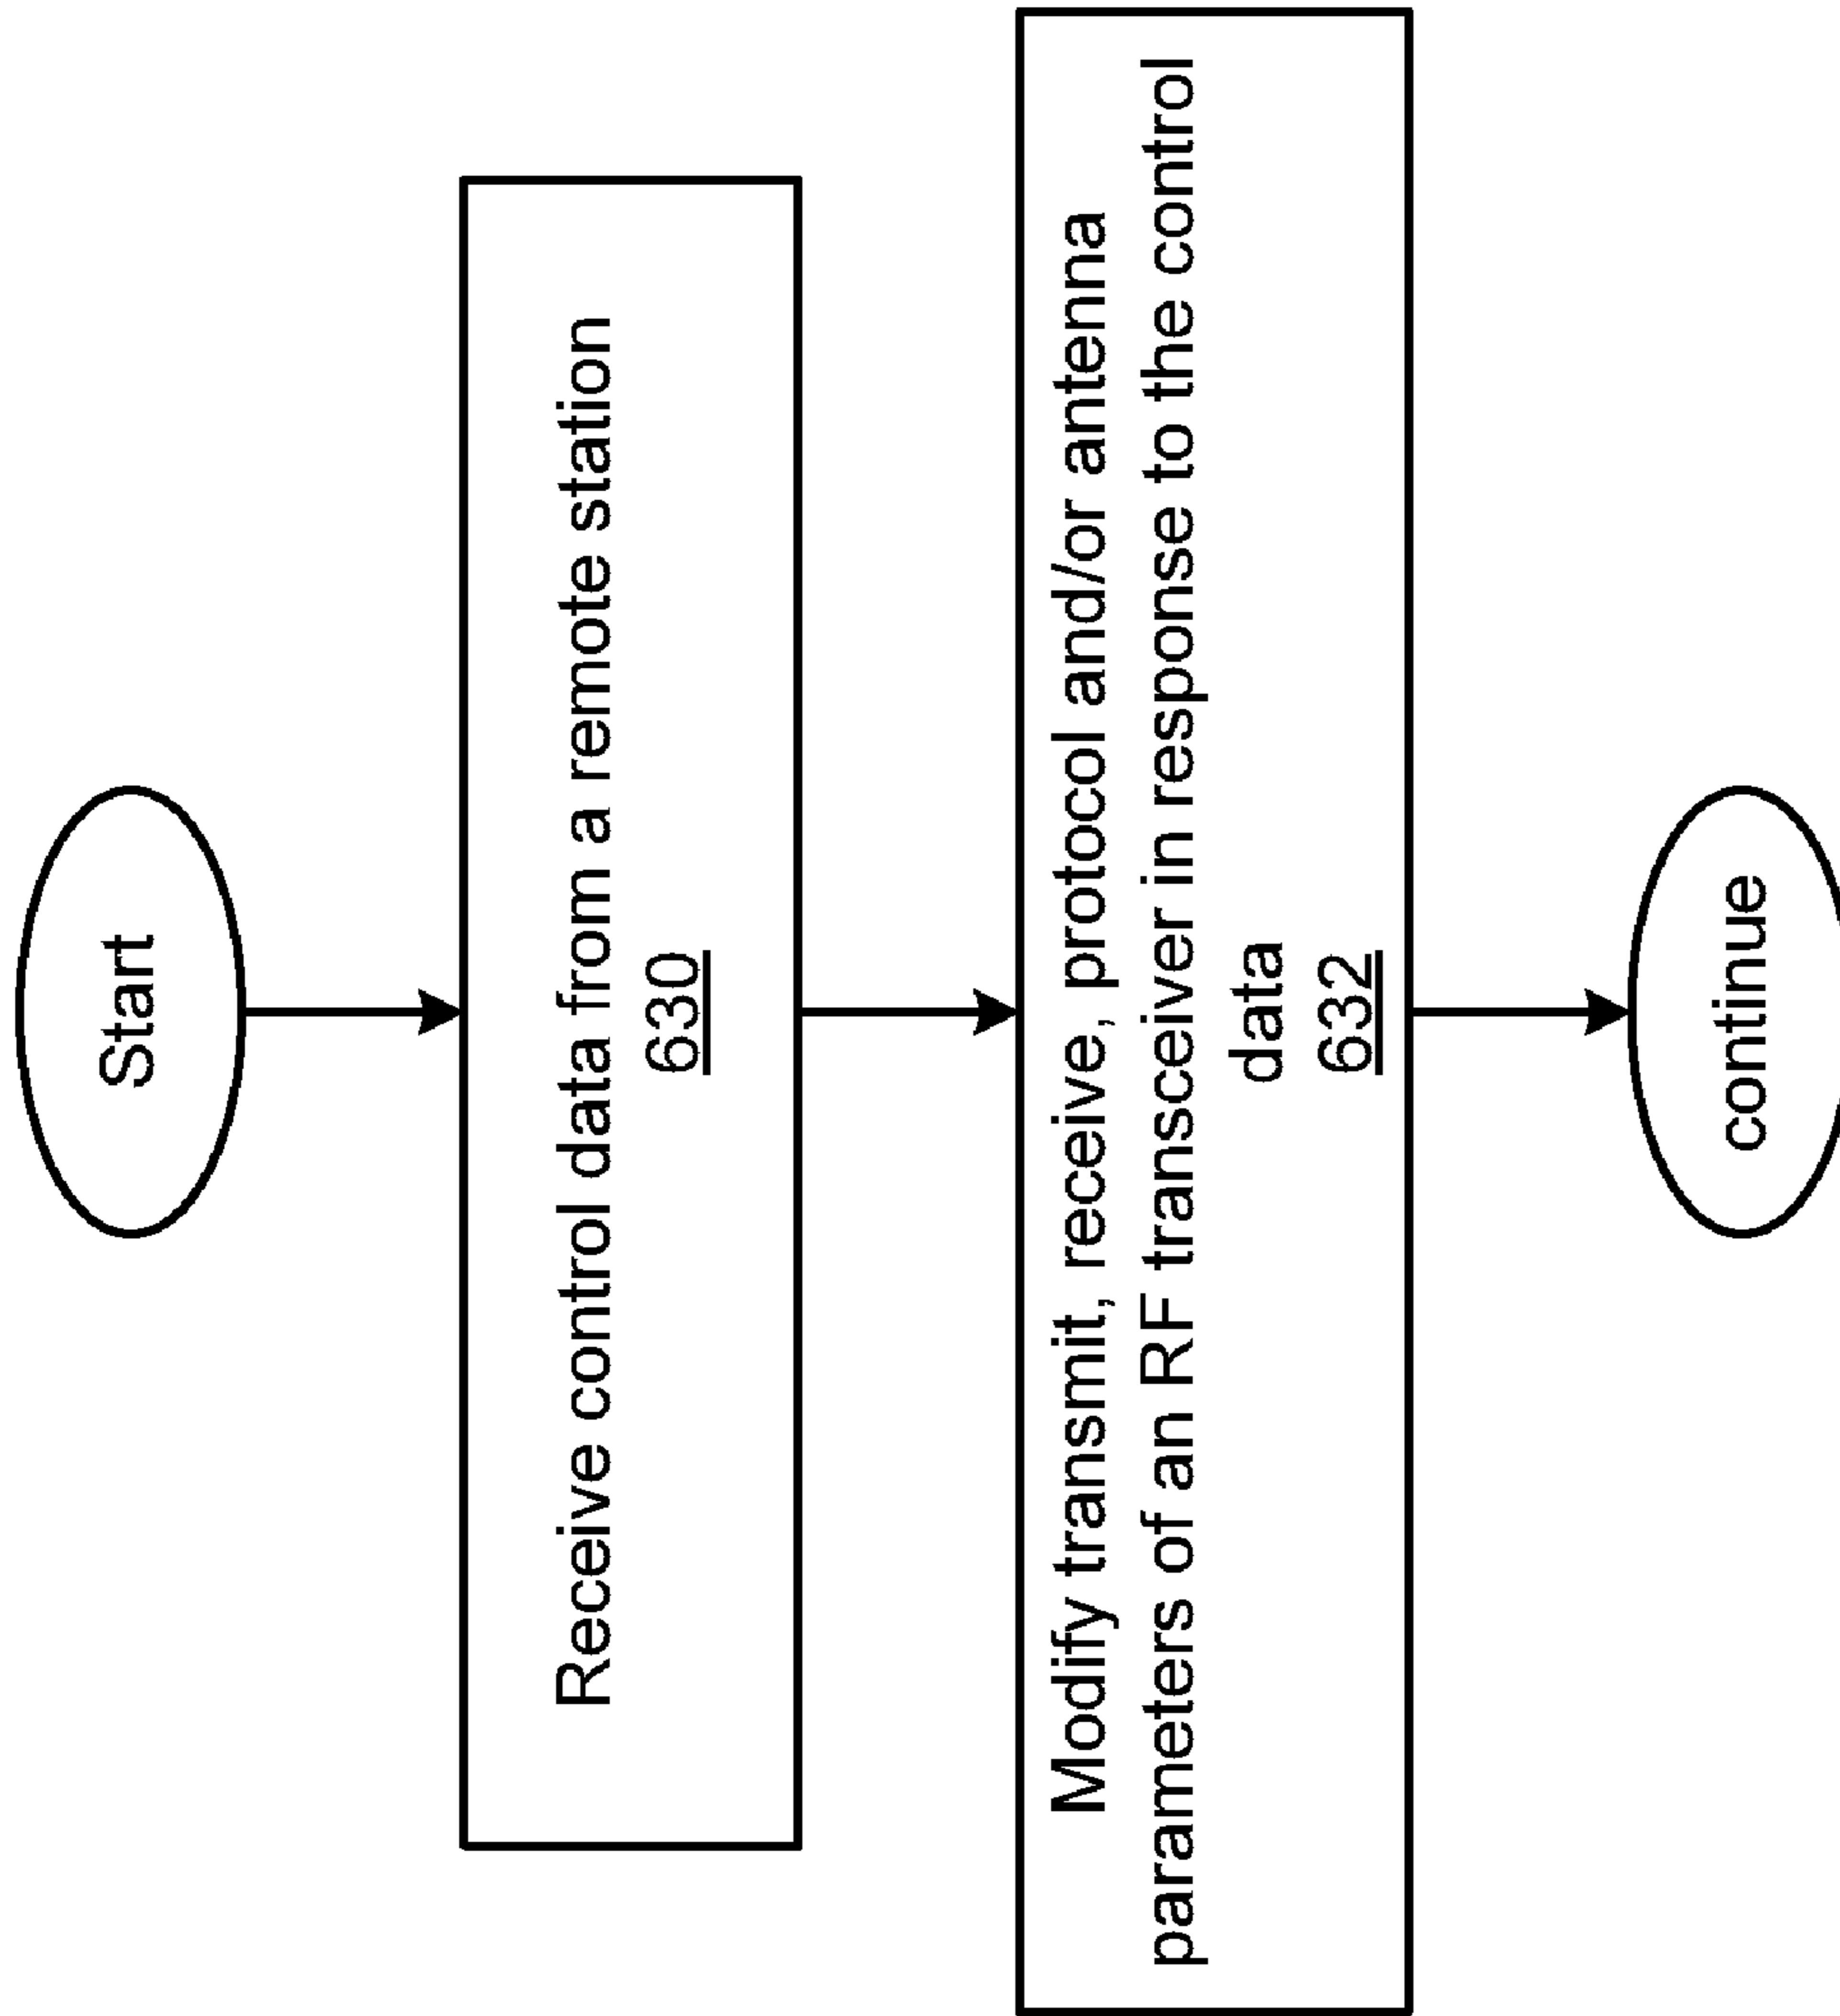 Start
Receive control data from a remote station
630
Modify transmit, receive, protocol and/or antenna
parameters of an RF transceiver in response to the control
data
632
continue